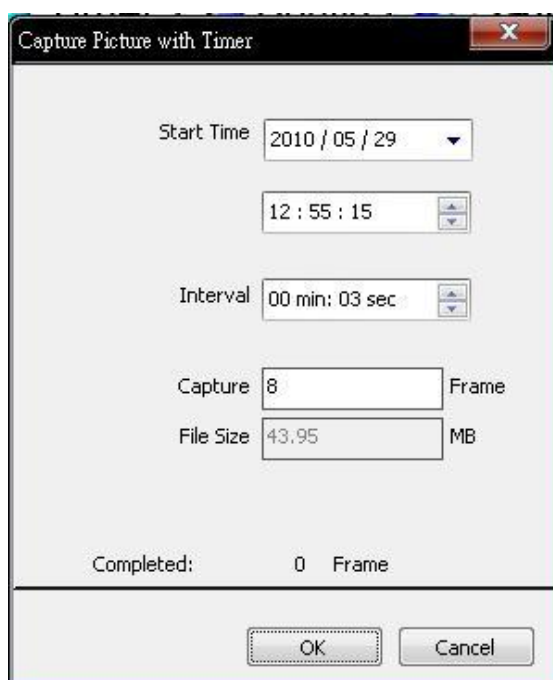 Capture Picture with Timer
Start Time 2010 / 05 / 29
12 : 55 : 15
Interval 00 min: 03 sec
Capture 8 Frame
File Size 43.95 MB
Completed: 0 Frame
OK Cancel